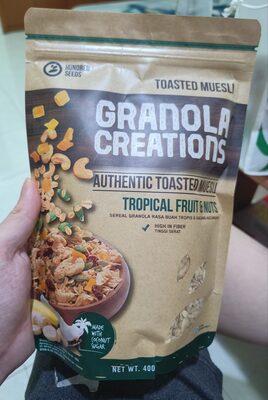 HUNDRED
SEEDS
TOASTED MUESLI
GRANOLA
CREATIONS
AUTHENTIC TOASTED MUESLI
TROPICAL FRUIT & NUTS
SEREAL GRANOLA RASA BUAH TROPIS &
HIGH IN FIBER
TINGGI SERAT
MADE
WITH
COCONUT
SUGAR
NET WT. 400